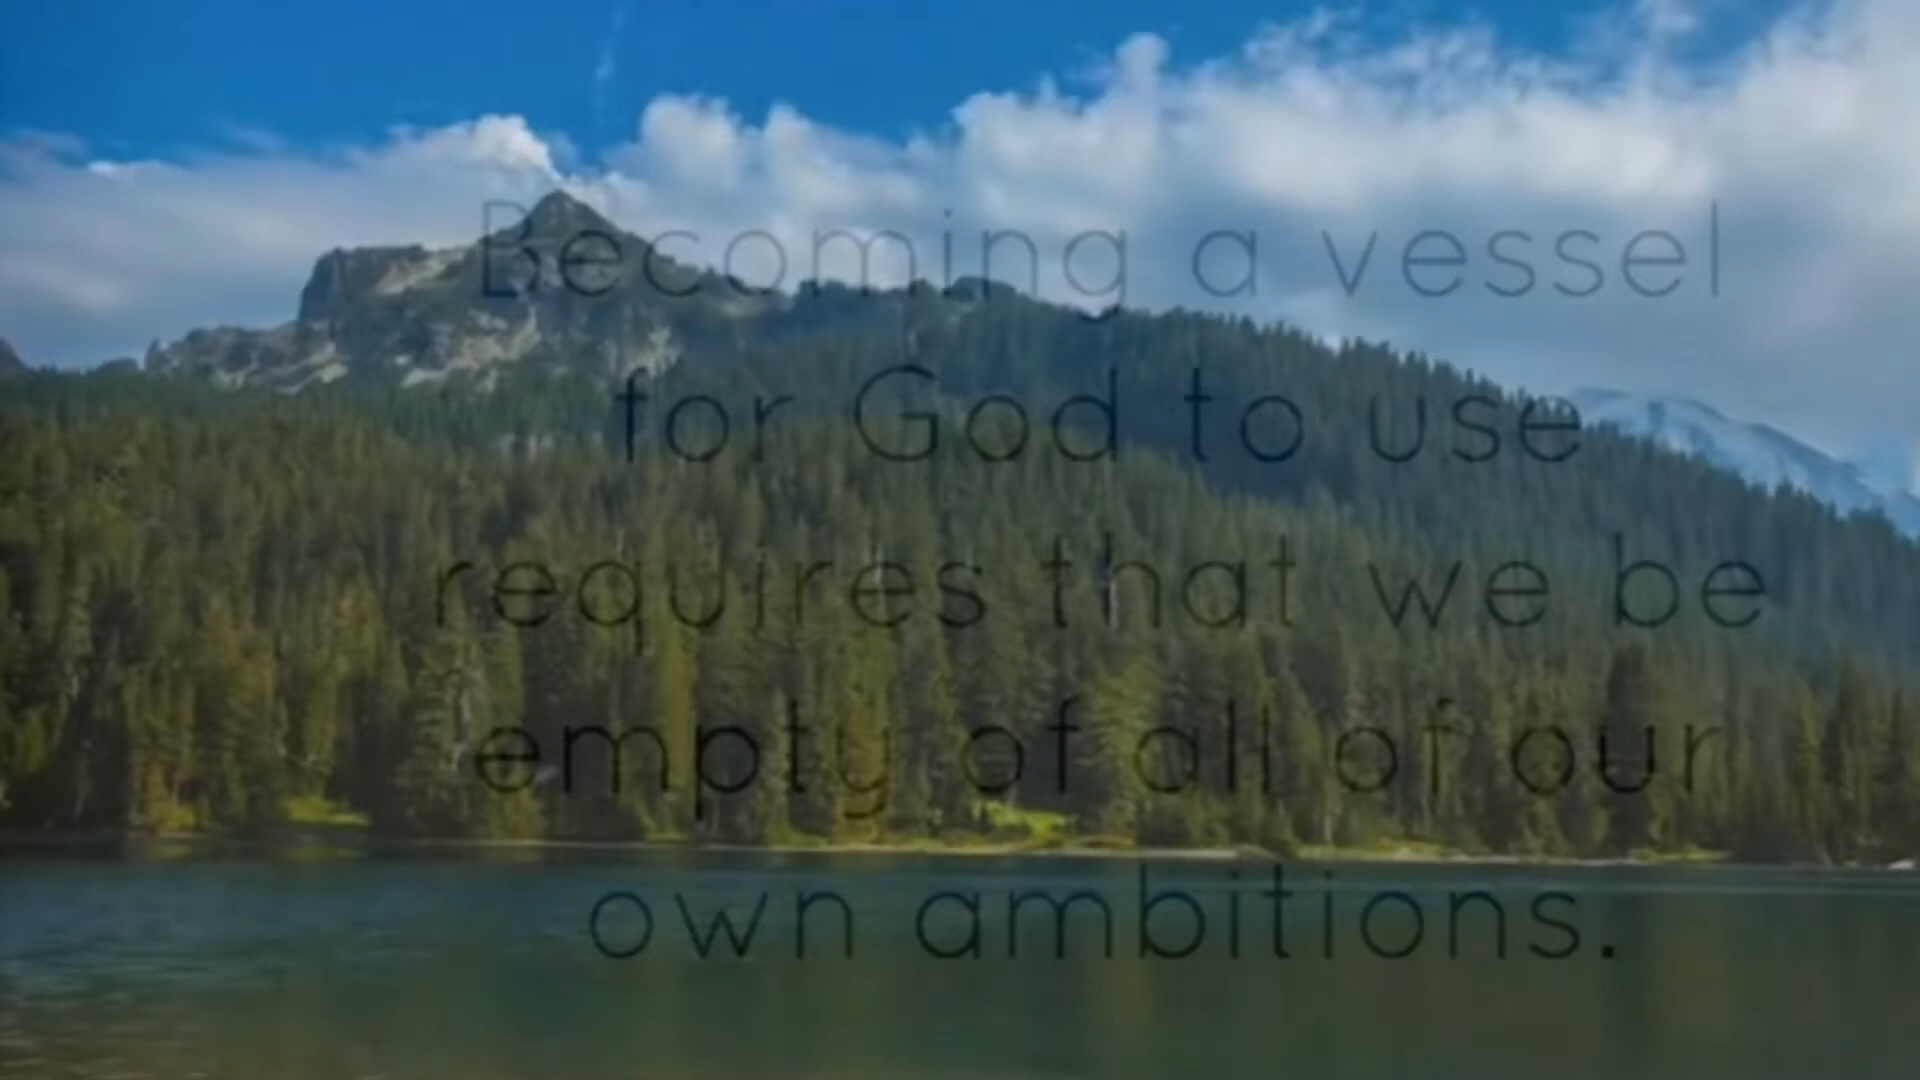 Becoming a vessel
for God to use
requires that we be
empty of all of our
own ambitions.